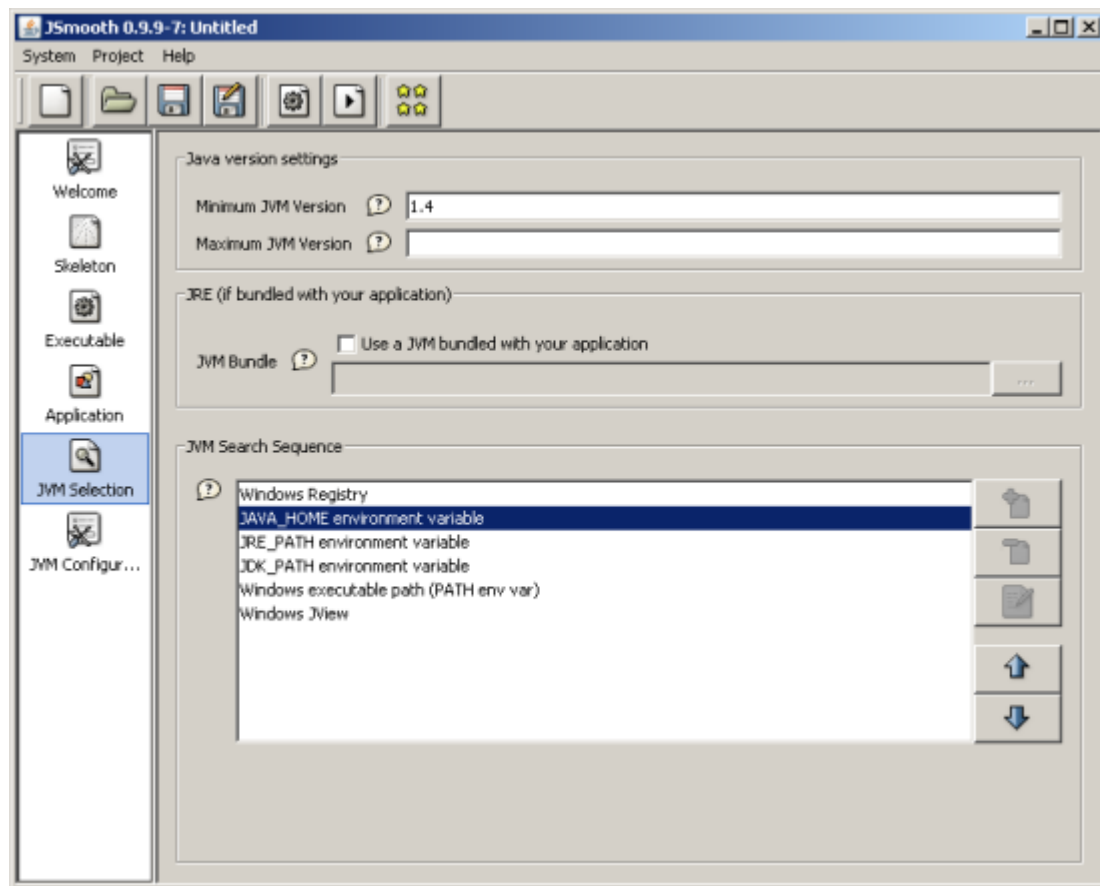 JSmooth 0.9.9-7: Untitled
System Project Help
Welcome
Skeleton
Executable
Application
JVM Selection
JVM Configur...
Java version settings
Minimum JVM Version ? 1.4
Maximum JVM Version ?
JRE (if bundled with your application)
Use a JVM bundled with your application
JVM Bundle ?
...
JVM Search Sequence
?
Windows Registry
JAVA_HOME environment variable
JRE_PATH environment variable
JDK_PATH environment variable
Windows executable path (PATH env var)
Windows JView